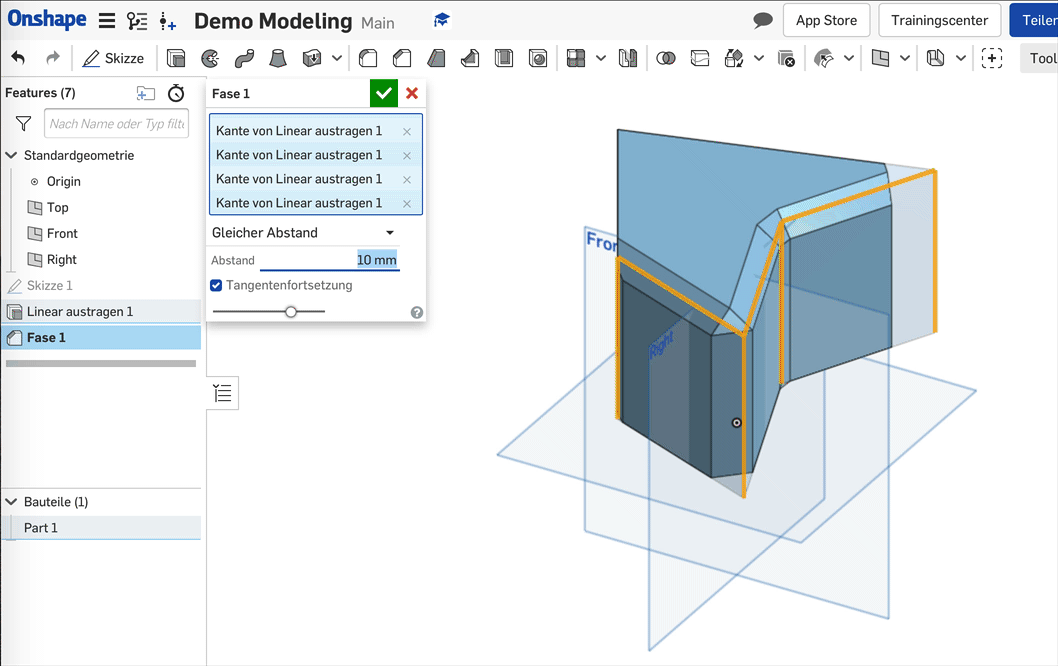 Onshape Demo Modeling Main App Store Trainingscenter Teiler
Skizze Tool
Features (7)
Nach Name oder Typ filte
Standardgeometrie
Origin
Top
Front
Right
Skizze 1
Linear austragen 1
Fase 1
Bauteile (1)
Part 1
Fase 1
Kante von Linear austragen 1
Kante von Linear austragen 1
Kante von Linear austragen 1
Kante von Linear austragen 1
Gleicher Abstand
Abstand 10 mm
Tangentenfortsetzung
Fron
Right